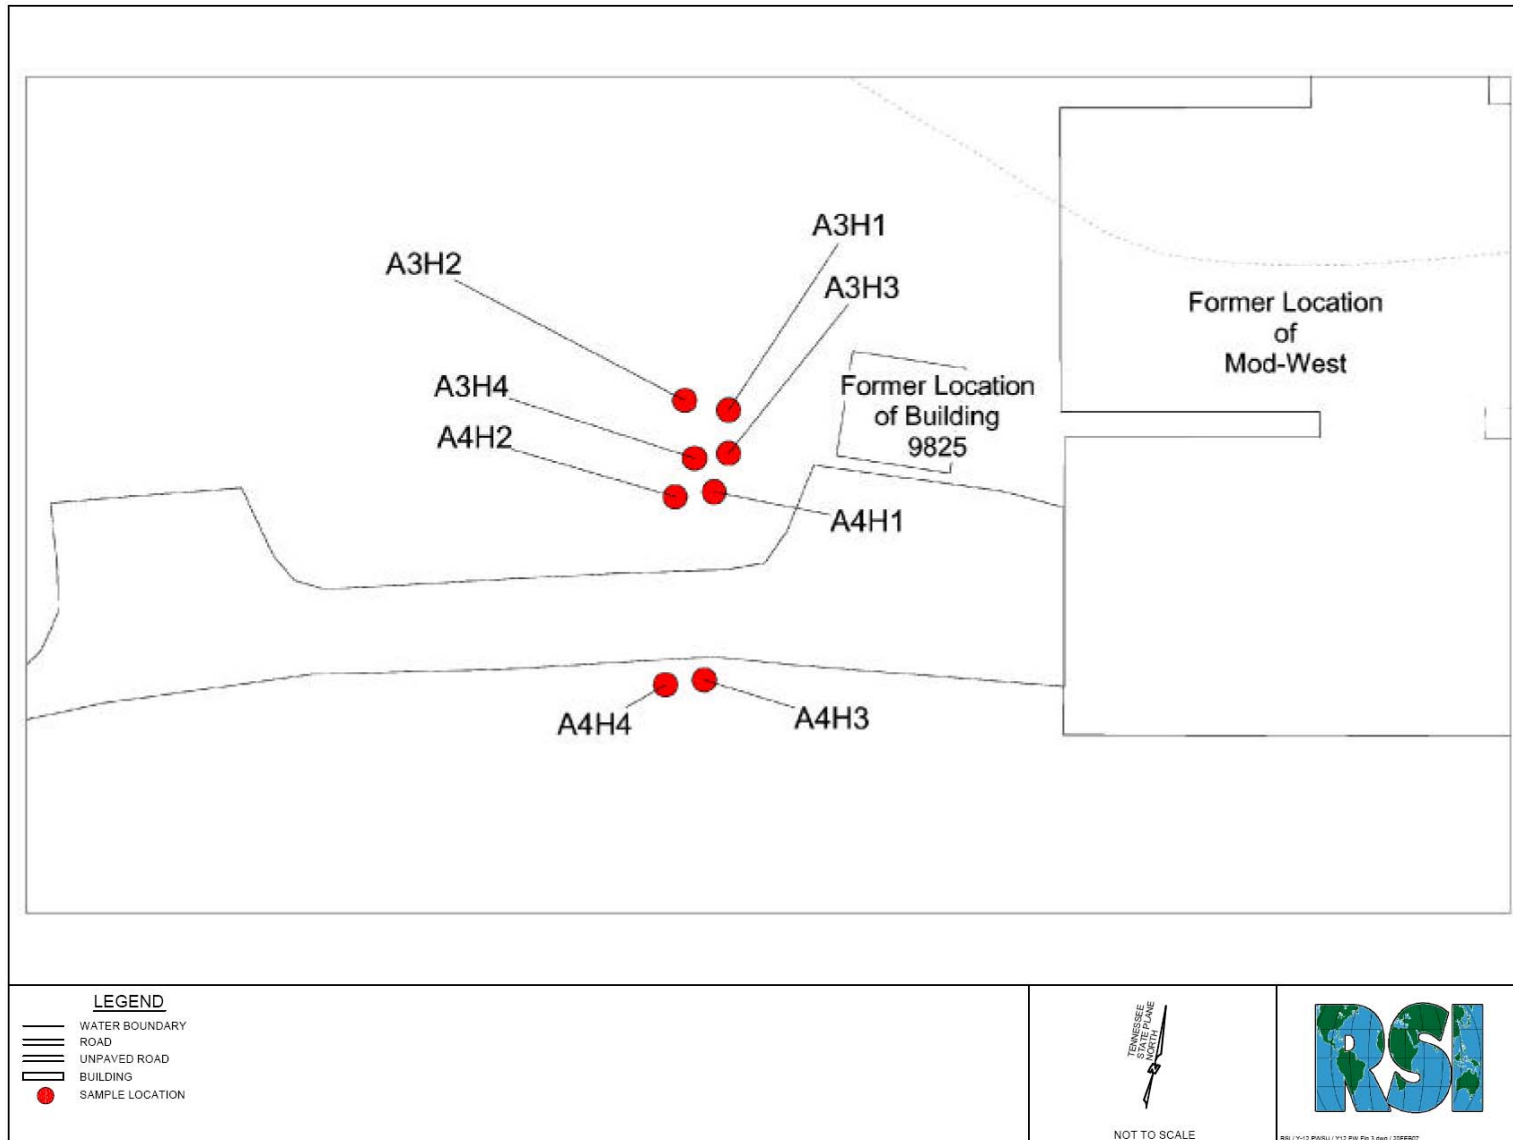 A3H1
A3H2
A3H3
Former Location
of
Mod-West
A3H4
Former Location
of Building
9825
A4H2
A4H1
A4H4
A4H3
LEGEND
WATER BOUNDARY
ROAD
UNPAVED ROAD
BUILDING
SAMPLE LOCATION
TENNESSEE
STATE PLANE
NORTH
NOT TO SCALE
RSI